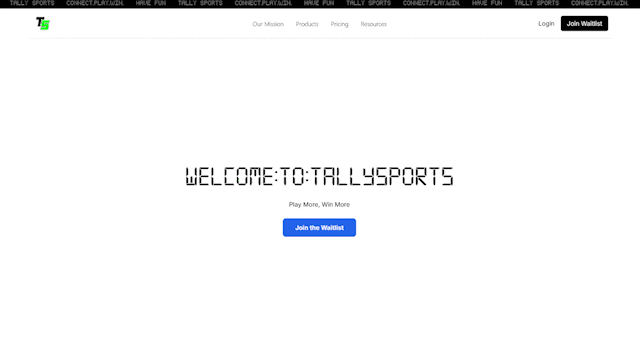 TALLY SPORTS CONNECT.PLAY.WIN. HAVE FUN TALLY SPORTS CONNECT.PLAY.WIN. HAVE FUN TALLY SPORTS CONNECT.PLAY.WIN. HAVE FUN TALLY SPORTS CONNECT.PLAY.WIN.
TS Our Mission Products Pricing Resources Login Join Waitlist
WELCOME:TO:TALLYSPORTS
Play More, Win More
Join the Waitlist